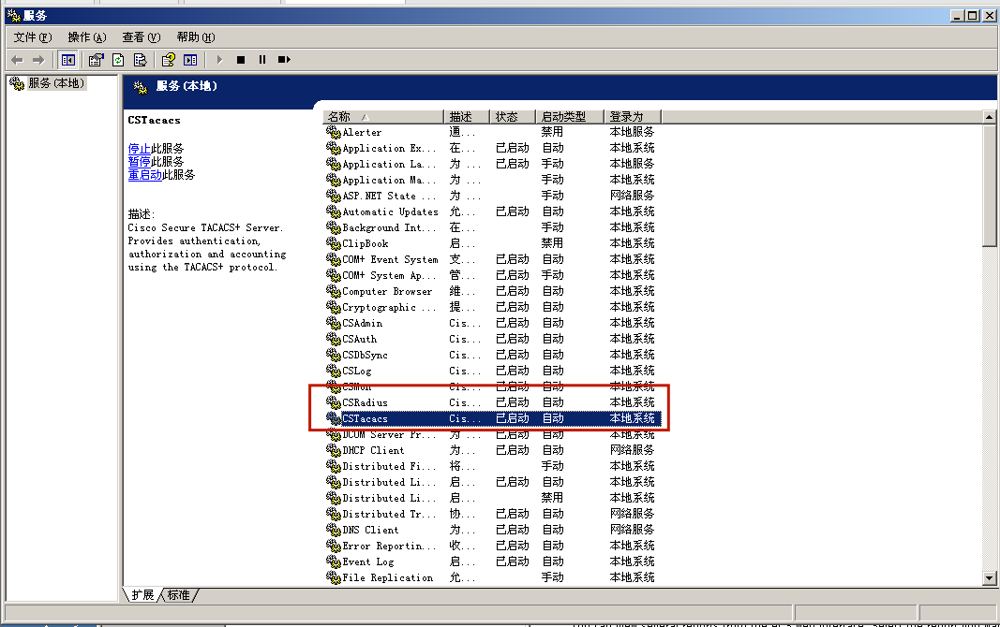 服务
文件(F) 操作(A) 查看(V) 帮助(H)
服务(本地)
服务(本地)
CSTacacs
停止此服务
暂停此服务
重启动此服务
描述:
Cisco Secure TACACS+ Server.
Provides authentication,
authorization and accounting
using the TACACS+ protocol.
名称 描述 状态 启动类型 登录为
Alerter 通... 禁用 本地服务
Application Ex... 在... 已启动 自动 本地系统
Application La... 为 ... 已启动 手动 本地服务
Application Ma... 为 ... 手动 本地系统
ASP.NET State ... 为 ... 手动 网络服务
Automatic Updates 允... 已启动 自动 本地系统
Background Int... 在... 手动 本地系统
ClipBook 启... 禁用 本地系统
COM+ Event System 支... 已启动 自动 本地系统
COM+ System Ap... 管... 已启动 手动 本地系统
Computer Browser 维... 已启动 自动 本地系统
Cryptographic ... 提... 已启动 自动 本地系统
CSAdmin Cis... 已启动 自动 本地系统
CSAuth Cis... 已启动 自动 本地系统
CSDbSync Cis... 已启动 自动 本地系统
CSLog Cis... 已启动 自动 本地系统
CSMon Cis... 已启动 自动 本地系统
CSRadius Cis... 已启动 自动 本地系统
CSTacacs Cis... 已启动 自动 本地系统
DCOM Server Pr... 为 ... 已启动 自动 本地系统
DHCP Client 为... 已启动 自动 网络服务
Distributed Fi... 将... 手动 本地系统
Distributed Li... 启... 已启动 自动 本地系统
Distributed Li... 启... 禁用 本地系统
Distributed Tr... 协... 已启动 自动 网络服务
DNS Client 为... 已启动 自动 网络服务
Error Reportin... 收... 已启动 自动 本地系统
Event Log 启... 已启动 自动 本地系统
File Replication 允... 手动 本地系统
扩展 标准